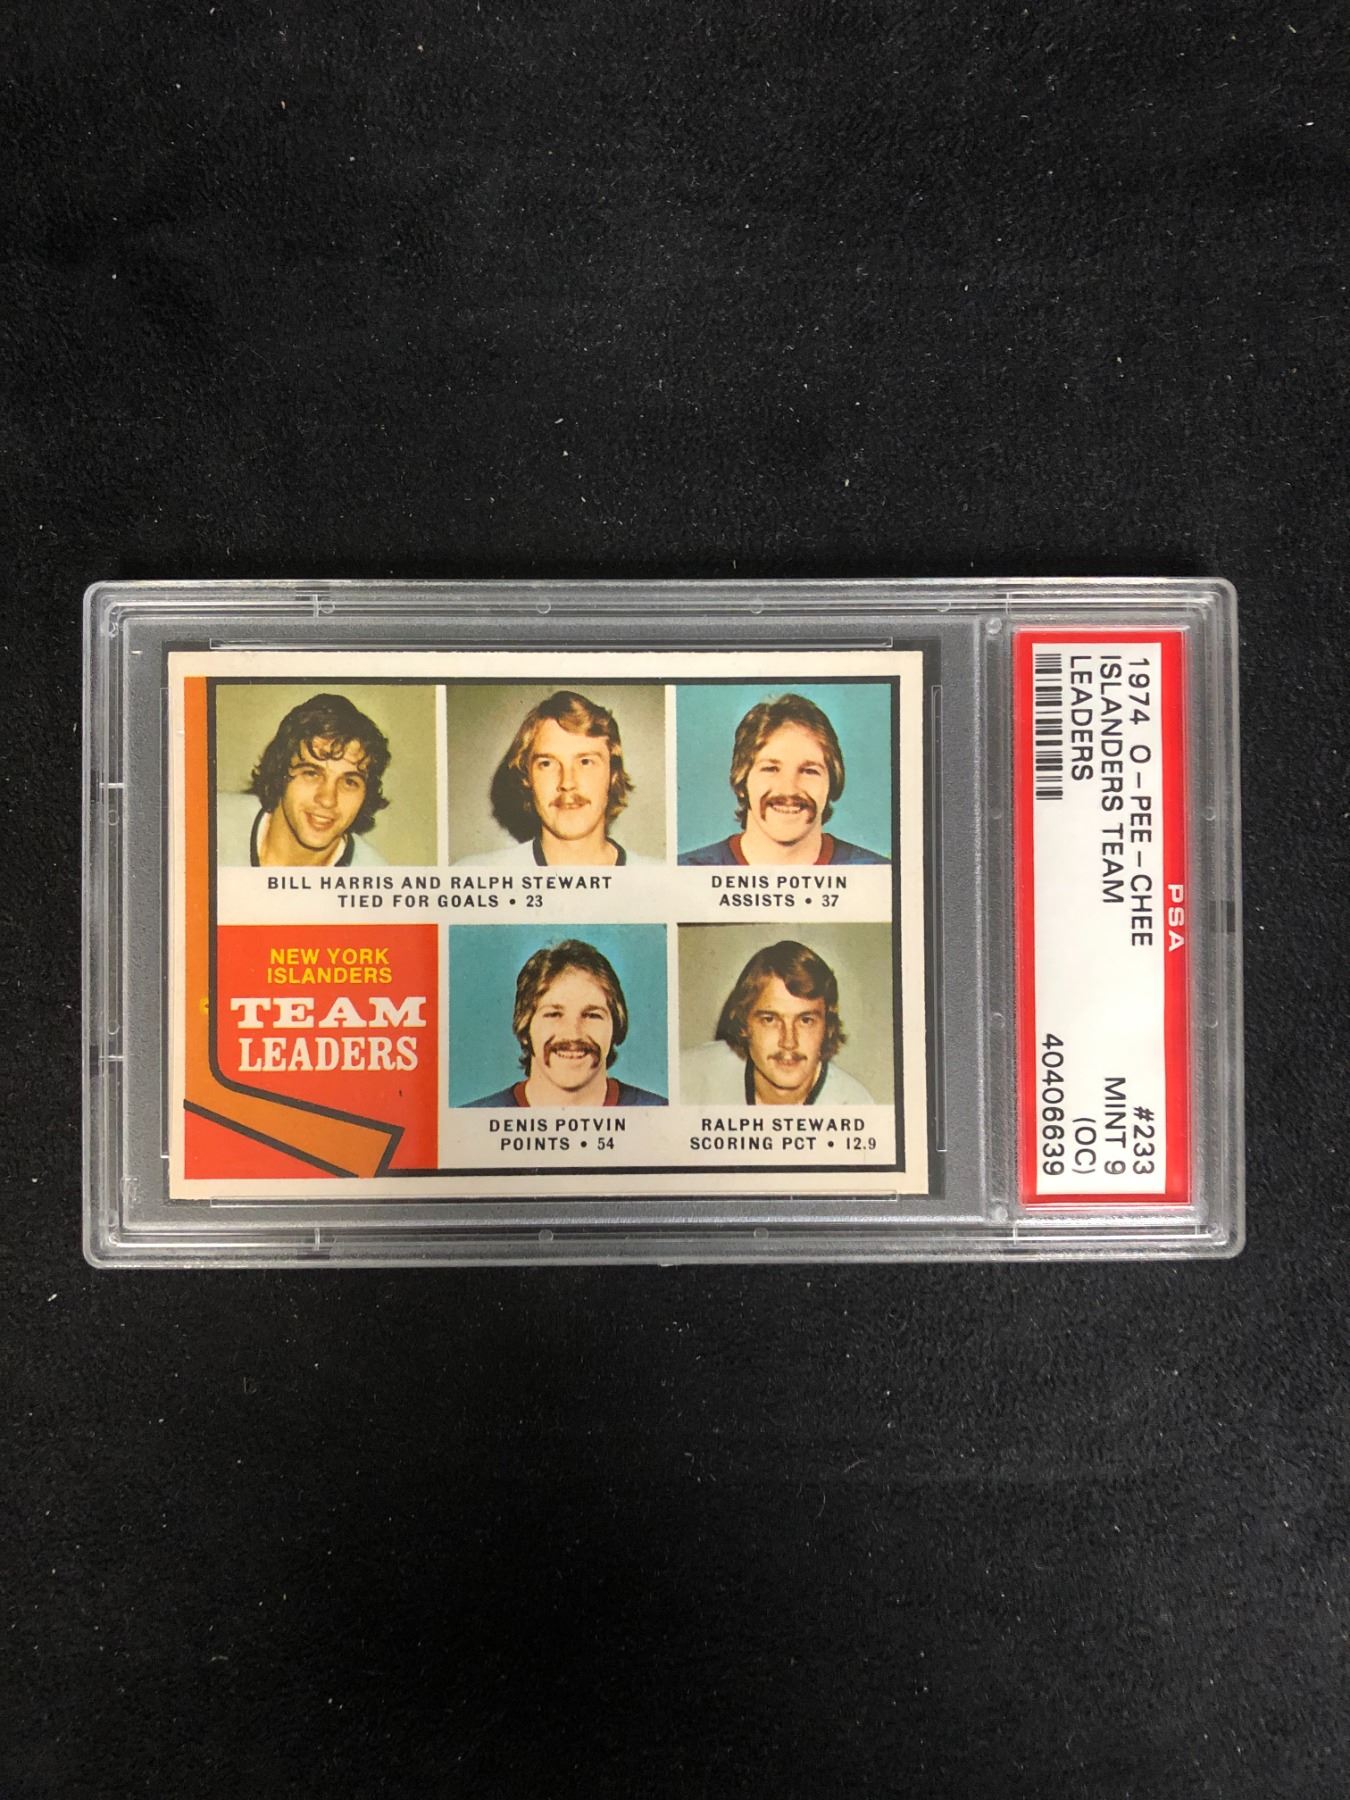 BILL HARRIS AND RALPH STEWART
TIED FOR GOALS • 23
DENIS POTVIN
ASSISTS • 37
NEW YORK
ISLANDERS
TEAM
LEADERS
DENIS POTVIN
POINTS • 54
RALPH STEWARD
SCORING PCT • 12.9
PSA
1974 O-PEE-CHEE #233
ISLANDERS TEAM MINT 9
LEADERS (OC)
40406639